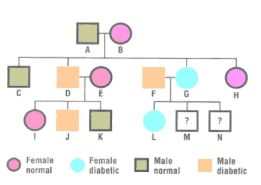 A B
C D E F G H
I J K L M N
? ?
Female normal Female diabetic Male normal Male diabetic